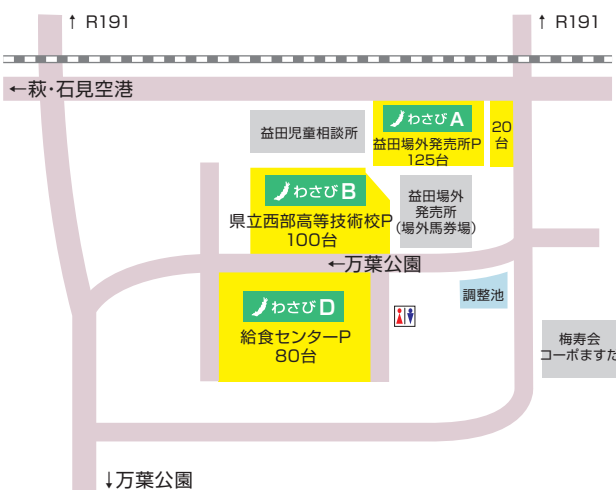 ↑ R191
↑ R191
←萩・石見空港
わさび A
益田場外発売所P
125台
20
台
益田児童相談所
わさび B
県立西部高等技術校P
100台
益田場外
発売所
(場外馬券場)
←万葉公園
わさび D
給食センターP
80台
調整池
梅寿会
コーポますだ
↓万葉公園